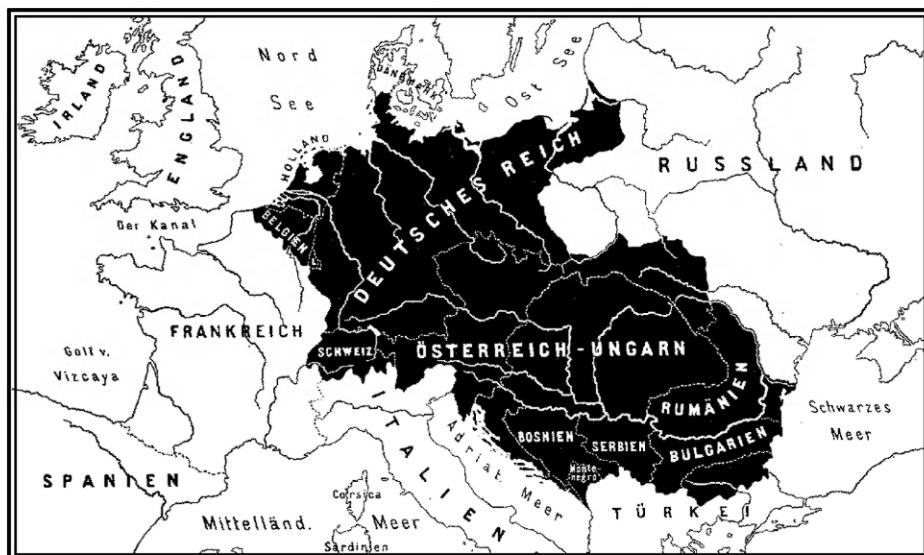 Nord
See
DÄNEMARK
d Ost See
IRLAND
ENGLAND
HOLLAND
RUSSLAND
DEUTSCHES REICH
Der Kanal
BELGIEN
FRANKREICH
SCHWEIZ
ÖSTERREICH-UNGARN
Golf v.
Vizcaya
RUMÄNIEN
Schwarzes
Meer
BOSNIEN
SERBIEN
BULGARIEN
Monte-
negro
ITALIEN
Adriat. Meer
SPANIEN
Corsica
TÜRKEI
Mittelländ. Meer
Sardinien